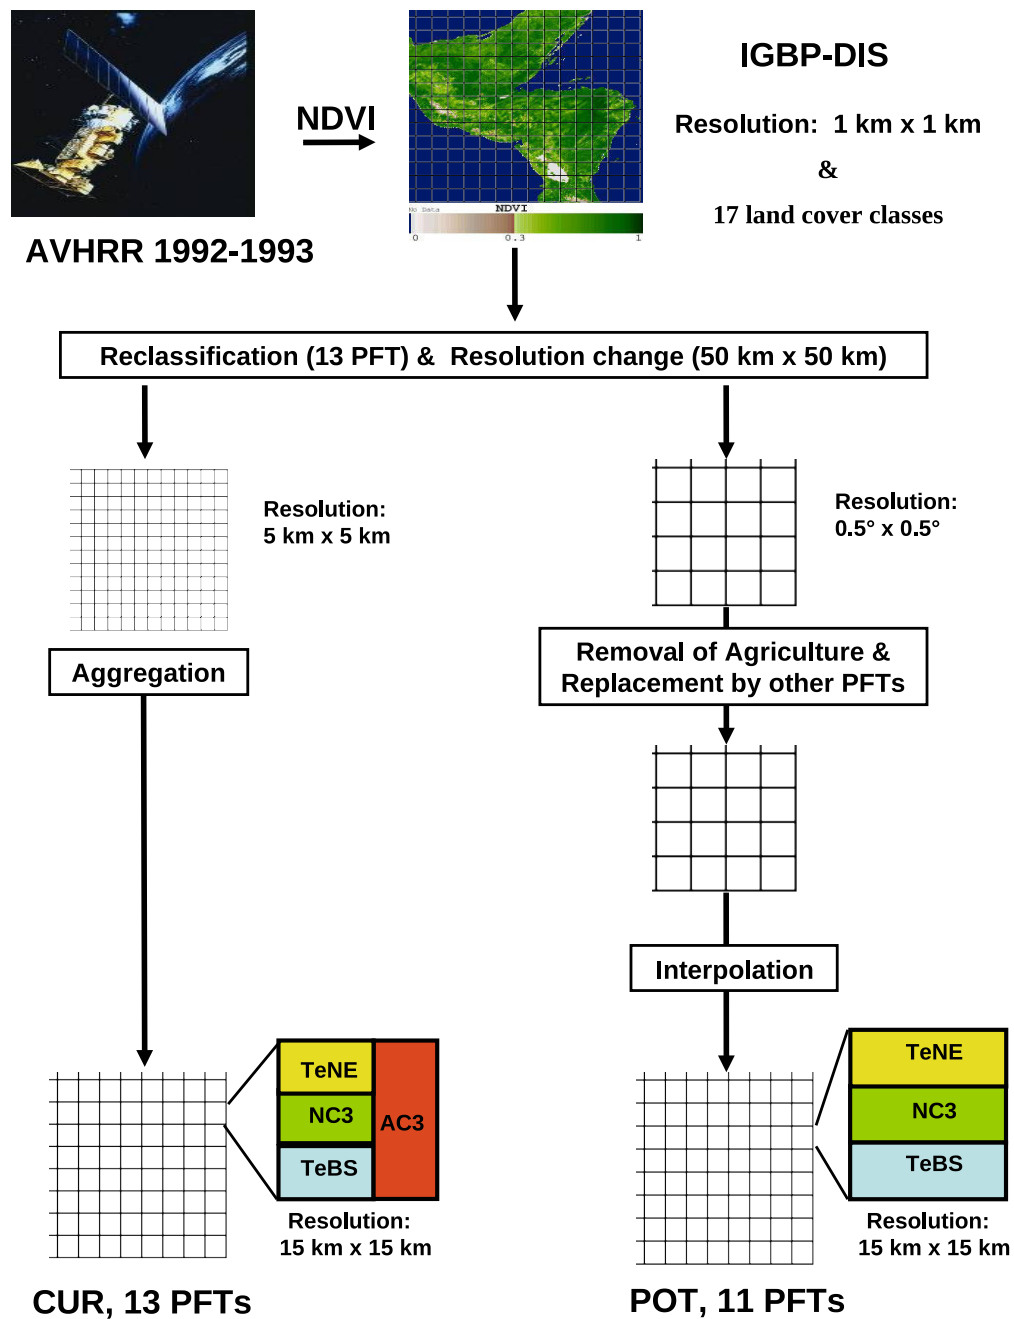 IGBP-DIS
NDVI
Resolution: 1 km x 1 km
&
17 land cover classes
No Data
NDVI
0 0.3 1
AVHRR 1992-1993
Reclassification (13 PFT) & Resolution change (50 km x 50 km)
Resolution:
5 km x 5 km
Resolution:
0.5° x 0.5°
Aggregation
Removal of Agriculture &
Replacement by other PFTs
Interpolation
TeNE
NC3
TeBS
AC3
Resolution:
15 km x 15 km
TeNE
NC3
TeBS
Resolution:
15 km x 15 km
CUR, 13 PFTs
POT, 11 PFTs